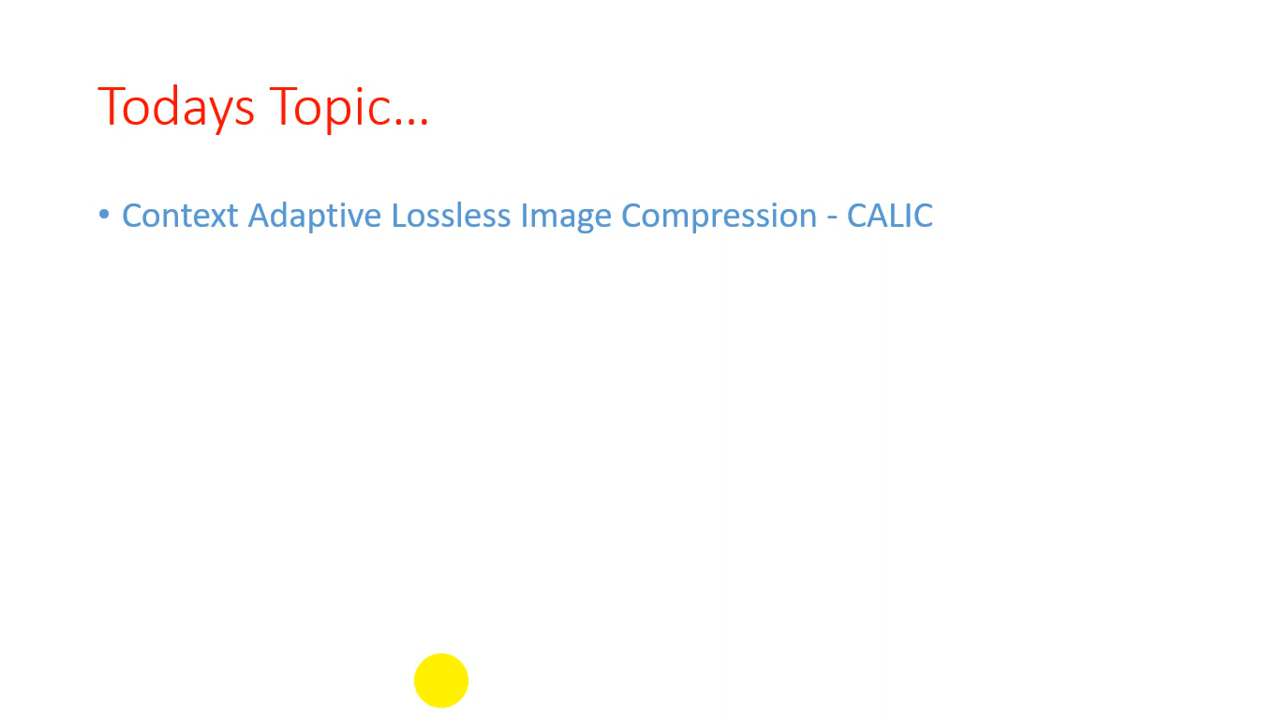 Todays Topic...
• Context Adaptive Lossless Image Compression - CALIC